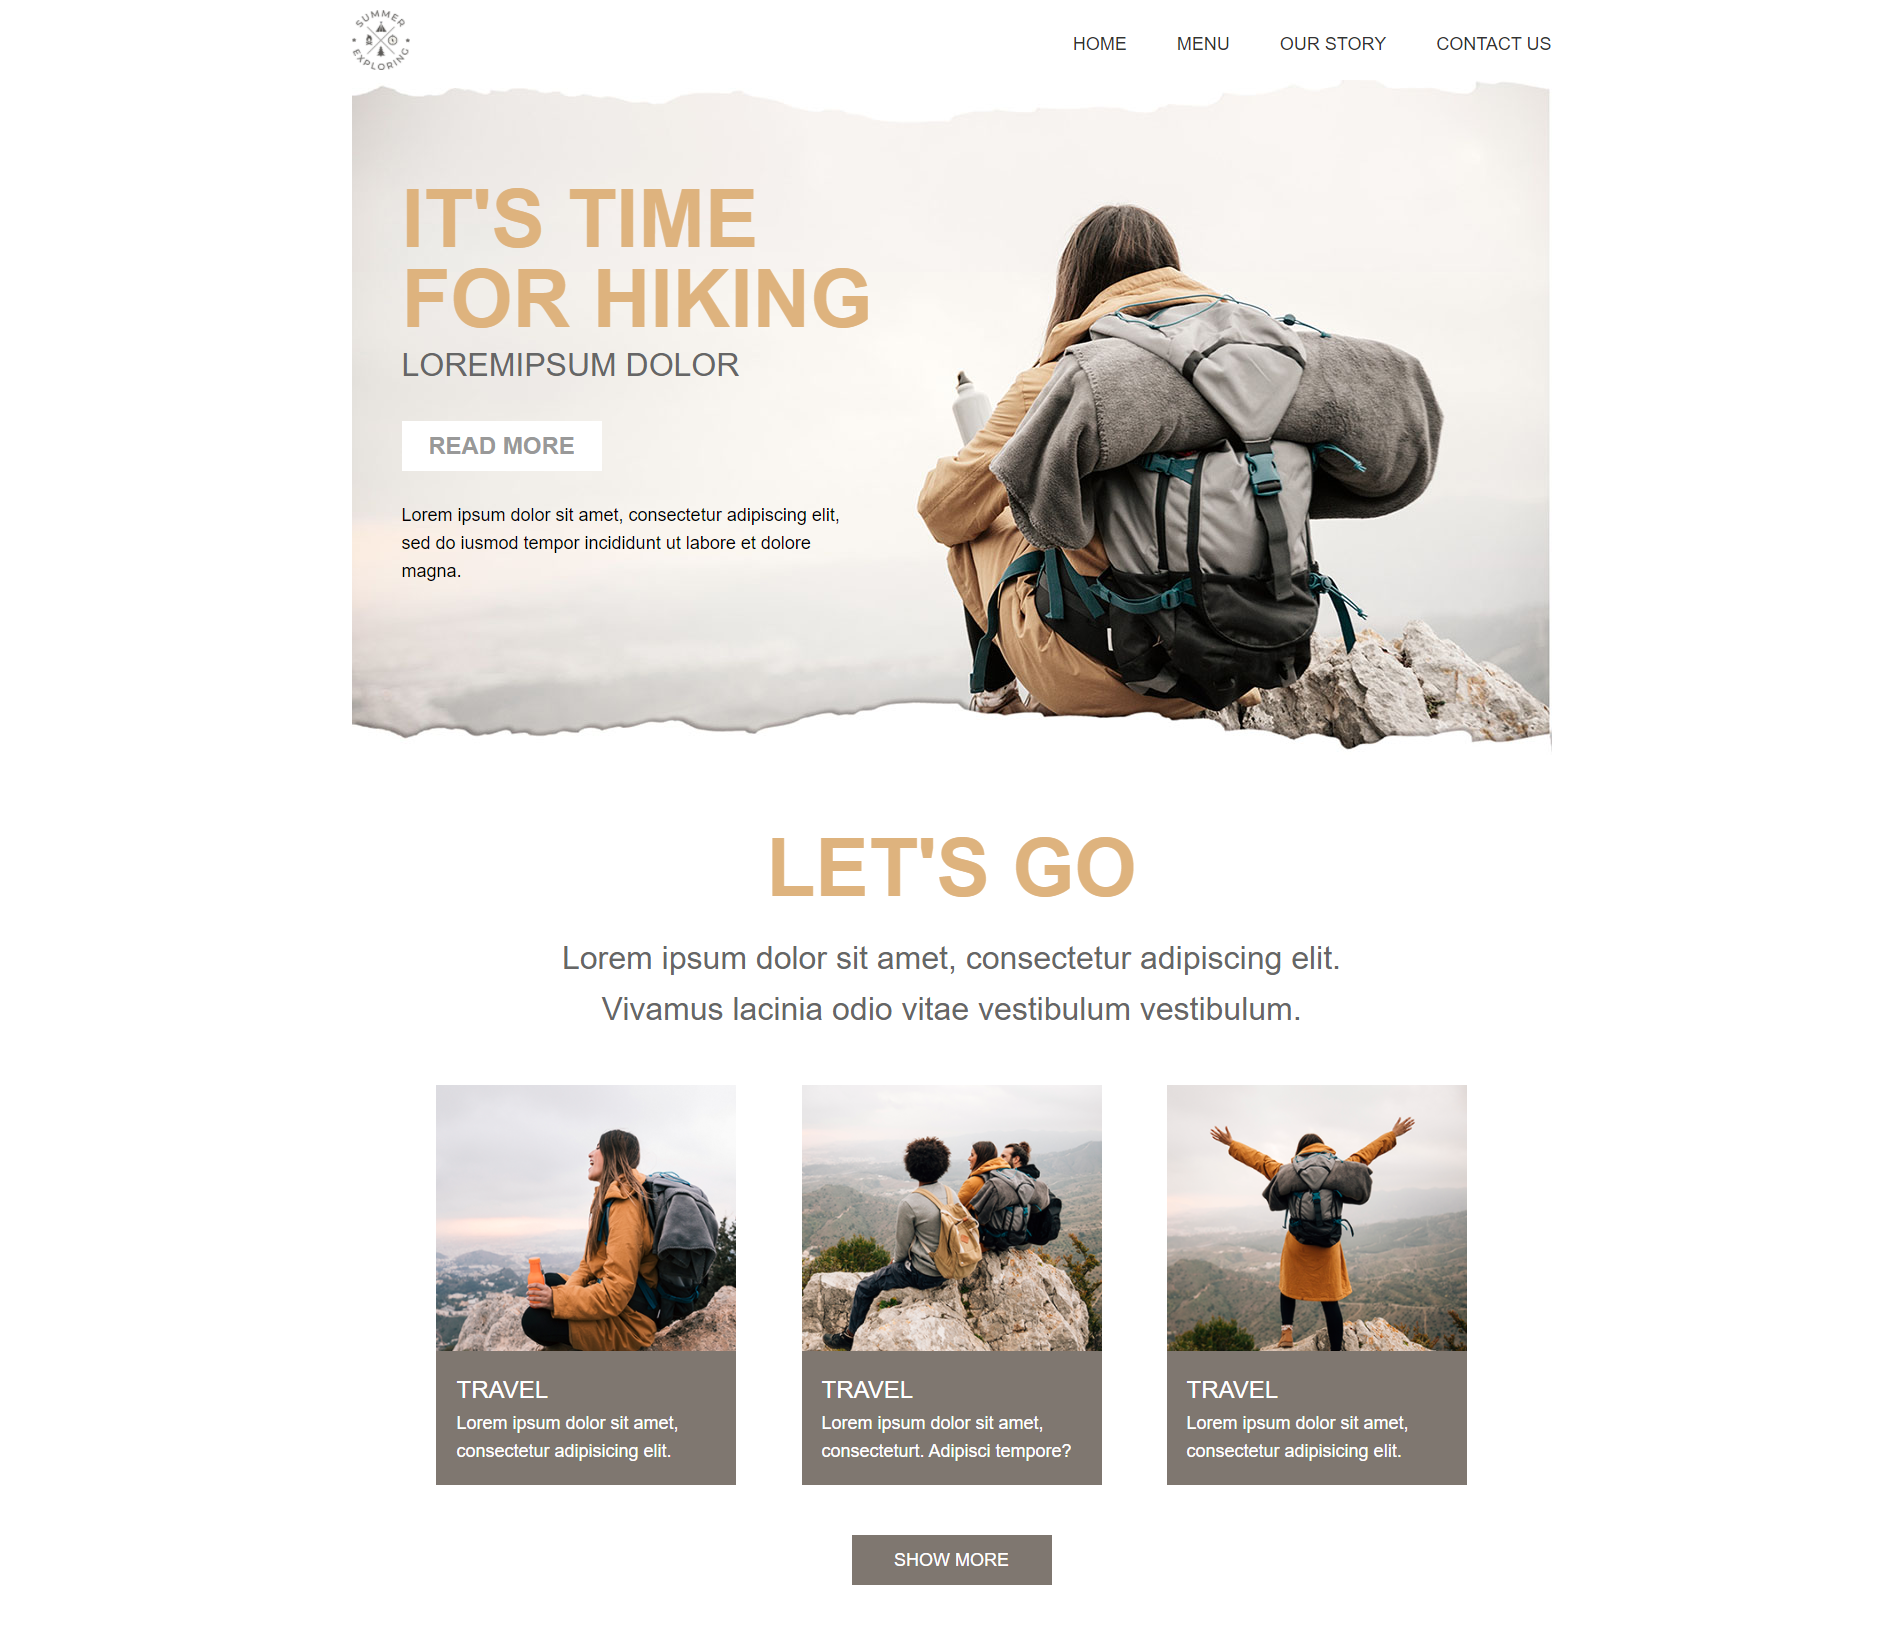 SUMMER
EXPLORING
HOME MENU OUR STORY CONTACT US
IT'S TIME
FOR HIKING
LOREMIPSUM DOLOR
READ MORE
Lorem ipsum dolor sit amet, consectetur adipiscing elit,
sed do iusmod tempor incididunt ut labore et dolore
magna.
LET'S GO
Lorem ipsum dolor sit amet, consectetur adipiscing elit.
Vivamus lacinia odio vitae vestibulum vestibulum.
TRAVEL
Lorem ipsum dolor sit amet,
consectetur adipisicing elit.
TRAVEL
Lorem ipsum dolor sit amet,
consecteturt. Adipisci tempore?
TRAVEL
Lorem ipsum dolor sit amet,
consectetur adipisicing elit.
SHOW MORE